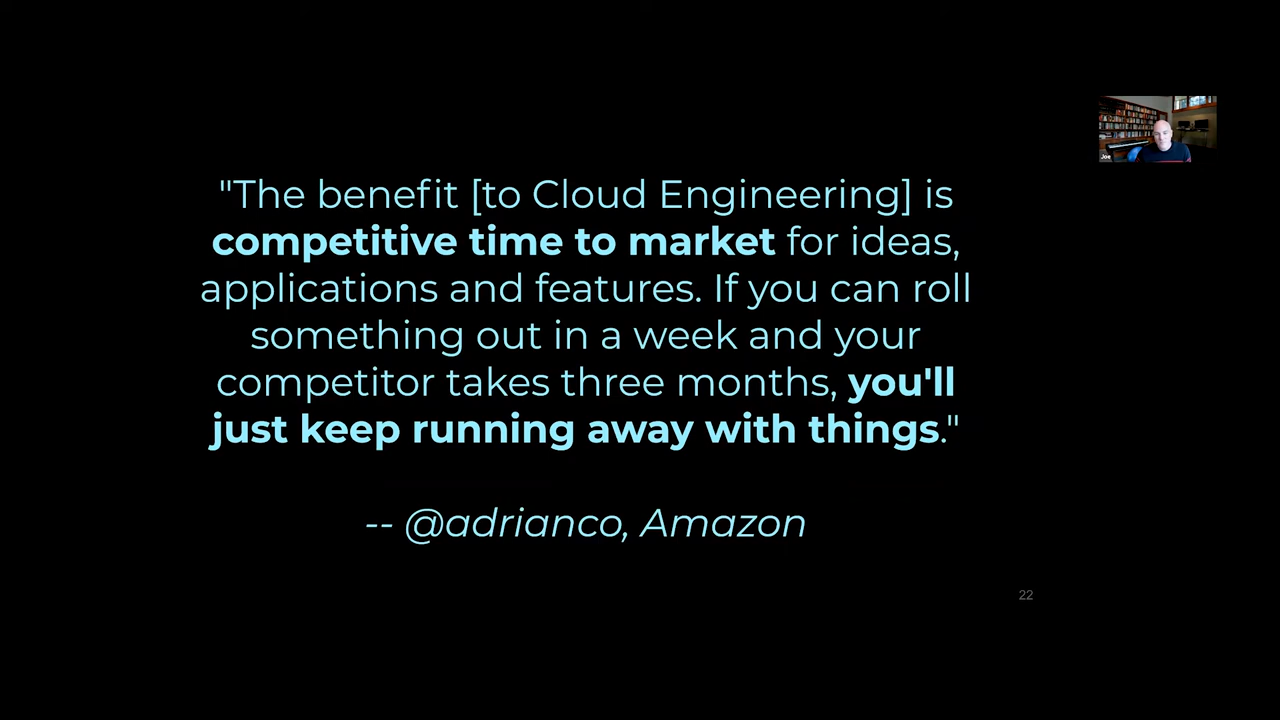 "The benefit [to Cloud Engineering] is
competitive time to market for ideas,
applications and features. If you can roll
something out in a week and your
competitor takes three months, you'll
just keep running away with things."
-- @adrianco, Amazon
22
Joe